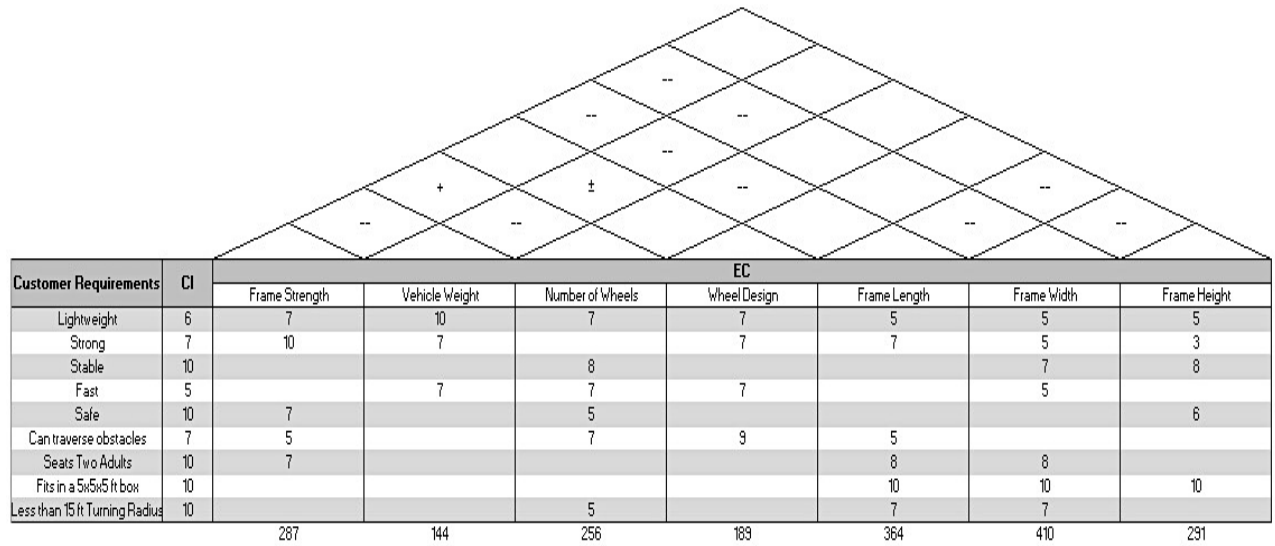 --
-- --
--
+ ± -- --
-- -- -- --
Customer Requirements CI EC
Frame Strength Vehicle Weight Number of Wheels Wheel Design Frame Length Frame Width Frame Height
Lightweight 6 7 10 7 7 5 5 5
Strong 7 10 7 7 7 5 3
Stable 10 8 7 8
Fast 5 7 7 7 5
Safe 10 7 5 6
Can traverse obstacles 7 5 7 9 5
Seats Two Adults 10 7 8 8
Fits in a 5x5x5 ft box 10 10 10 10
Less than 15 ft Turning Radius 10 5 7 7
287 144 256 189 364 410 291